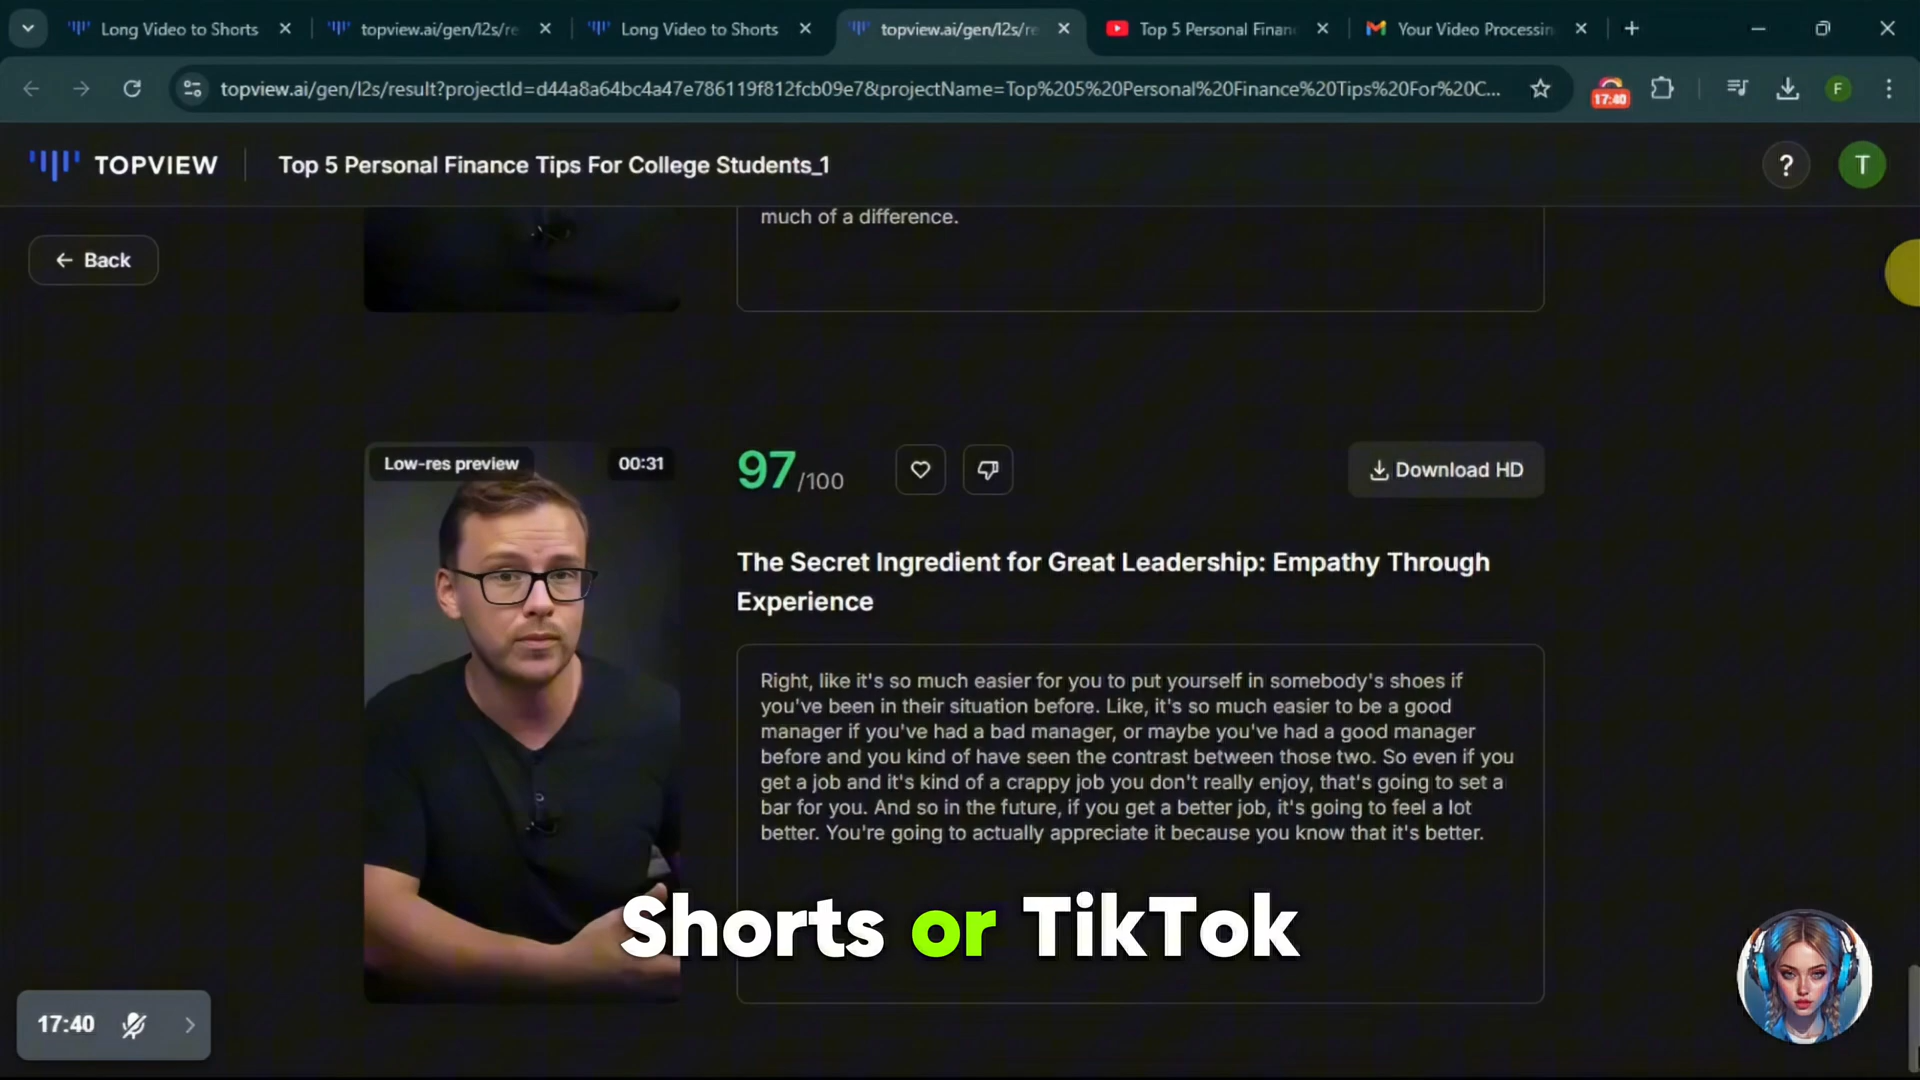 Long Video to Shorts
topview.ai/gen/l2s/re
Long Video to Shorts
topview.ai/gen/l2s/re
Top 5 Personal Finan
Your Video Processin
topview.ai/gen/l2s/result?projectId=d44a8a64bc4a47e786119f812fcb09e7&projectName=Top%205%20Personal%20Finance%20Tips%20For%20C...
17:40
F
TOPVIEW
Top 5 Personal Finance Tips For College Students_1
?
T
much of a difference.
← Back
Low-res preview
00:31
97/100
Download HD
The Secret Ingredient for Great Leadership: Empathy Through
Experience
Right, like it's so much easier for you to put yourself in somebody's shoes if
you've been in their situation before. Like, it's so much easier to be a good
manager if you've had a bad manager, or maybe you've had a good manager
before and you kind of have seen the contrast between those two. So even if you
get a job and it's kind of a crappy job you don't really enjoy, that's going to set a
bar for you. And so in the future, if you get a better job, it's going to feel a lot
better. You're going to actually appreciate it because you know that it's better.
Shorts or TikTok
17:40